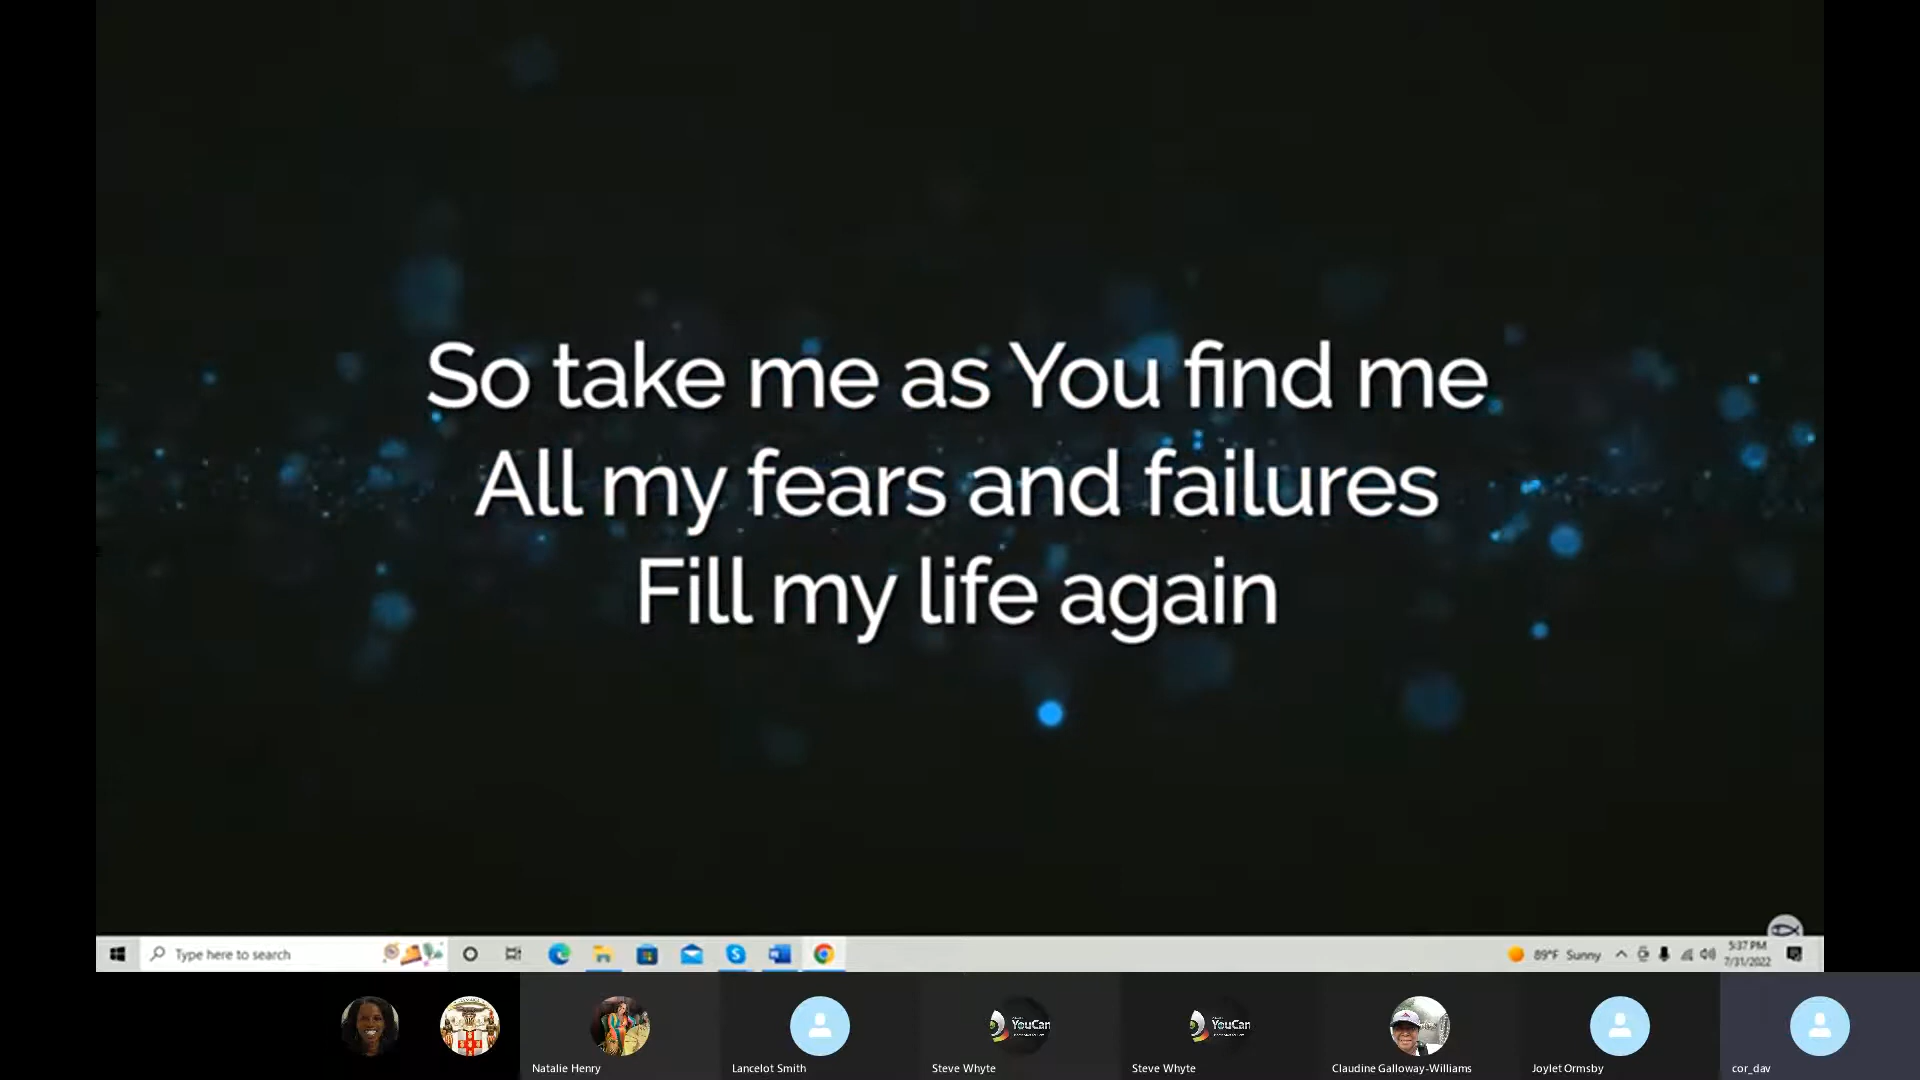 So take me as You find me
All my fears and failures
Fill my life again
Type here to search
89°F Sunny
5:37 PM
7/31/2022
YouCan
YouCan
Natalie Henry
Lancelot Smith
Steve Whyte
Steve Whyte
Claudine Galloway-Williams
Joylet Ormsby
cor_dav